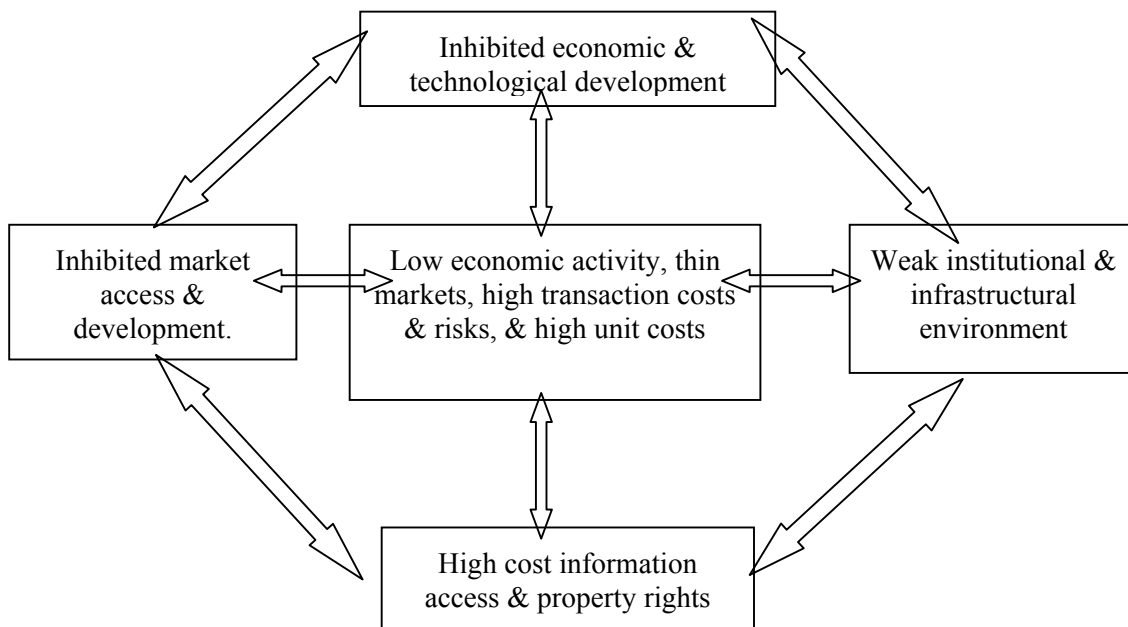 Inhibited economic &
technological development
Inhibited market
access &
development.
Low economic activity, thin
markets, high transaction costs
& risks, & high unit costs
Weak institutional &
infrastructural
environment
High cost information
access & property rights